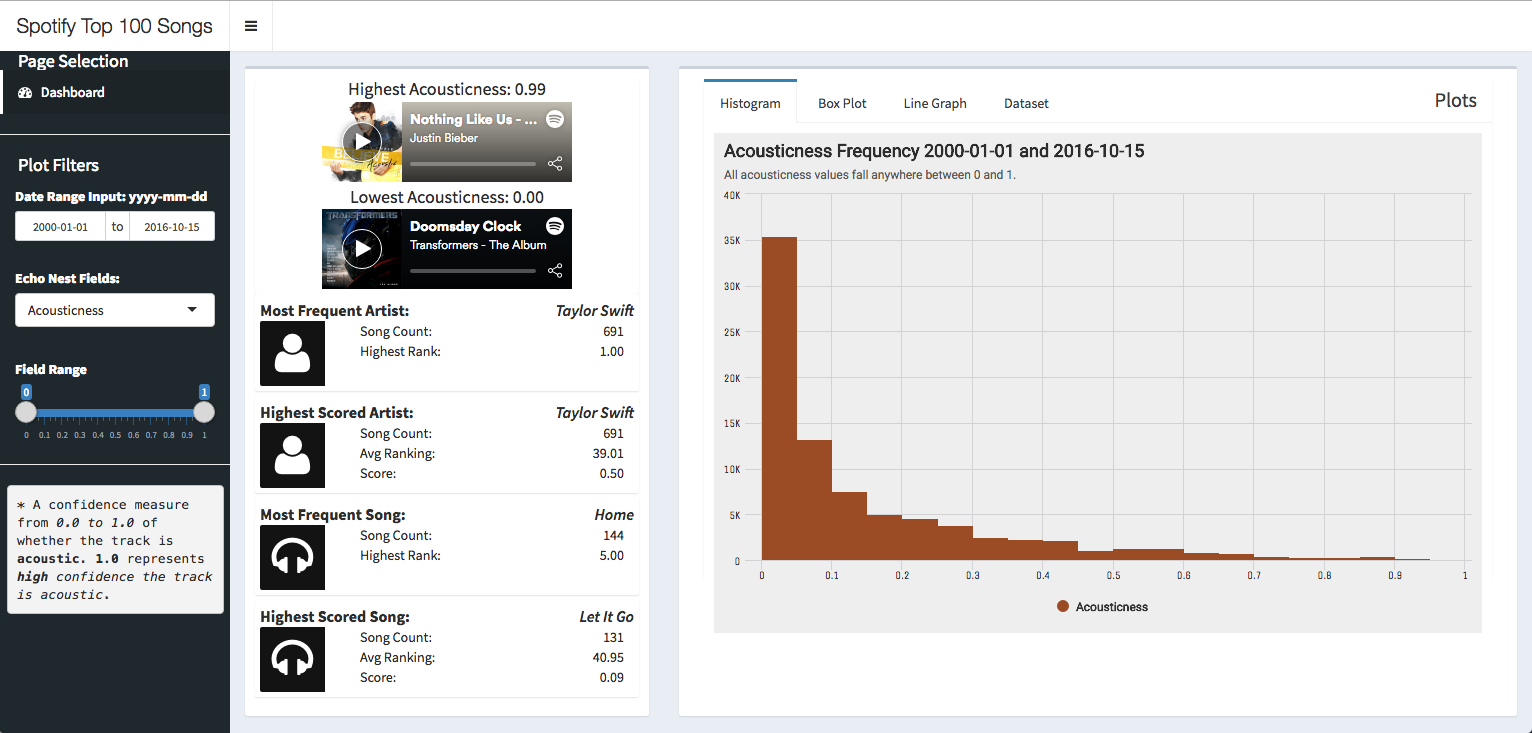 Spotify Top 100 Songs
Page Selection
Dashboard
Plot Filters
Date Range Input: yyyy-mm-dd
2000-01-01 to 2016-10-15
Echo Nest Fields:
Acousticness
Field Range
0 1
0 0.1 0.2 0.3 0.4 0.5 0.6 0.7 0.8 0.9 1
* A confidence measure
from 0.0 to 1.0 of
whether the track is
acoustic. 1.0 represents
high confidence the track
is acoustic.
Highest Acousticness: 0.99
Nothing Like Us - ...
Justin Bieber
BELIEVE
Acoustic
Lowest Acousticness: 0.00
TRANSFORMERS
Doomsday Clock
Transformers - The Album
Most Frequent Artist: Taylor Swift
Song Count: 691
Highest Rank: 1.00
Highest Scored Artist: Taylor Swift
Song Count: 691
Avg Ranking: 39.01
Score: 0.50
Most Frequent Song: Home
Song Count: 144
Highest Rank: 5.00
Highest Scored Song: Let It Go
Song Count: 131
Avg Ranking: 40.95
Score: 0.09
Histogram Box Plot Line Graph Dataset Plots
Acousticness Frequency 2000-01-01 and 2016-10-15
All acousticness values fall anywhere between 0 and 1.
40K
35K
30K
25K
20K
15K
10K
5K
0
0 0.1 0.2 0.3 0.4 0.5 0.6 0.7 0.8 0.9 1
Acousticness